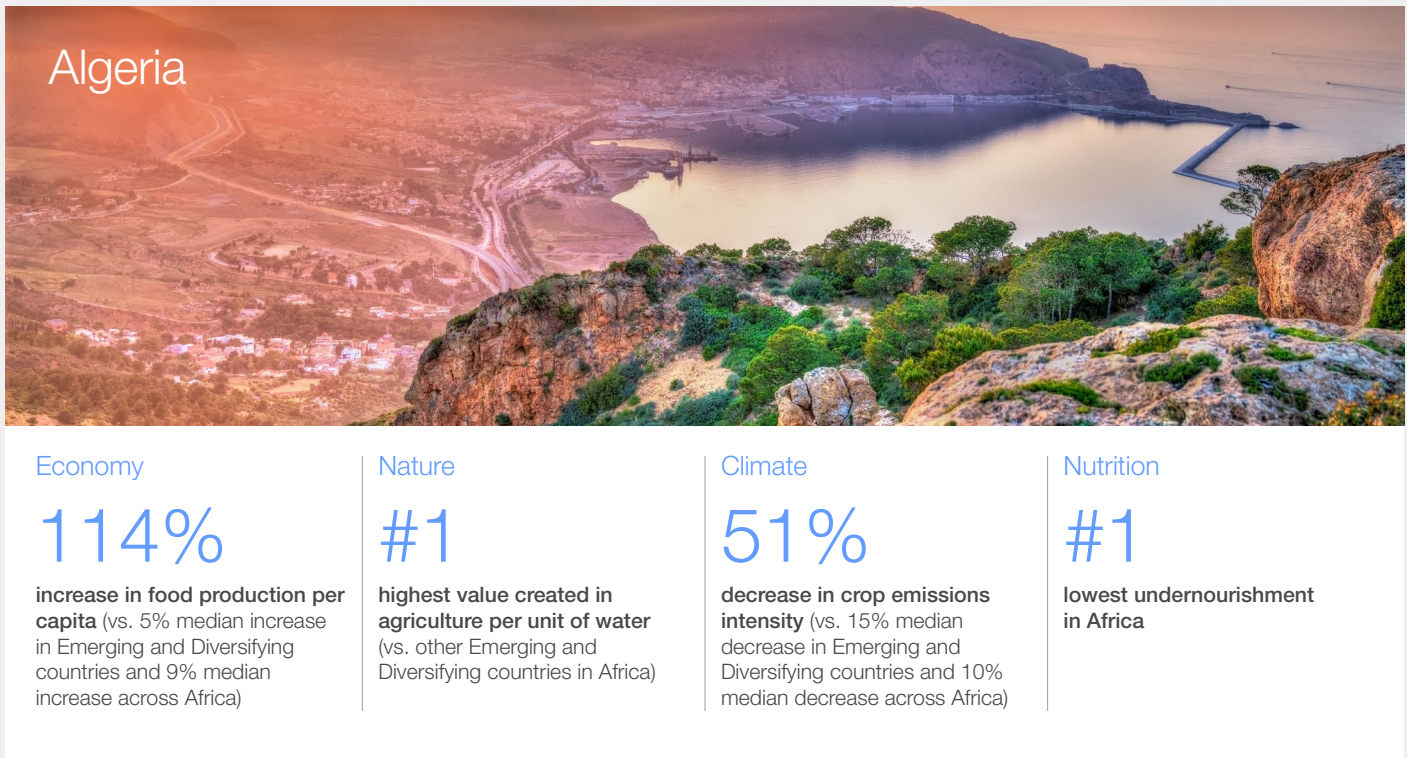 Algeria
Economy
114%
increase in food production per
capita (vs. 5% median increase
in Emerging and Diversifying
countries and 9% median
increase across Africa)
Nature
#1
highest value created in
agriculture per unit of water
(vs. other Emerging and
Diversifying countries in Africa)
Climate
51%
decrease in crop emissions
intensity (vs. 15% median
decrease in Emerging and
Diversifying countries and 10%
median decrease across Africa)
Nutrition
#1
lowest undernourishment
in Africa